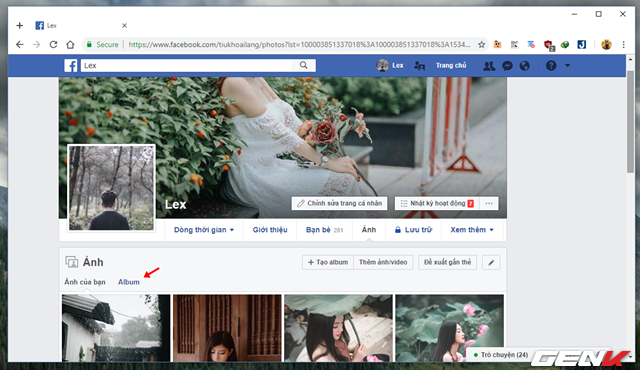 Lex
Secure https://www.facebook.com/tiukhoailang/photos?lst=100003851337018%3A100003851337018%3A1534...
Lex
Lex Trang chủ
Lex
Chỉnh sửa trang cá nhân
Nhật ký hoạt động 7
Dòng thời gian Giới thiệu Bạn bè 281 Ảnh Lưu trữ Xem thêm
Ảnh
+ Tạo album Thêm ảnh/video Đề xuất gắn thẻ
Ảnh của bạn Album
Trò chuyện (24)
GENK